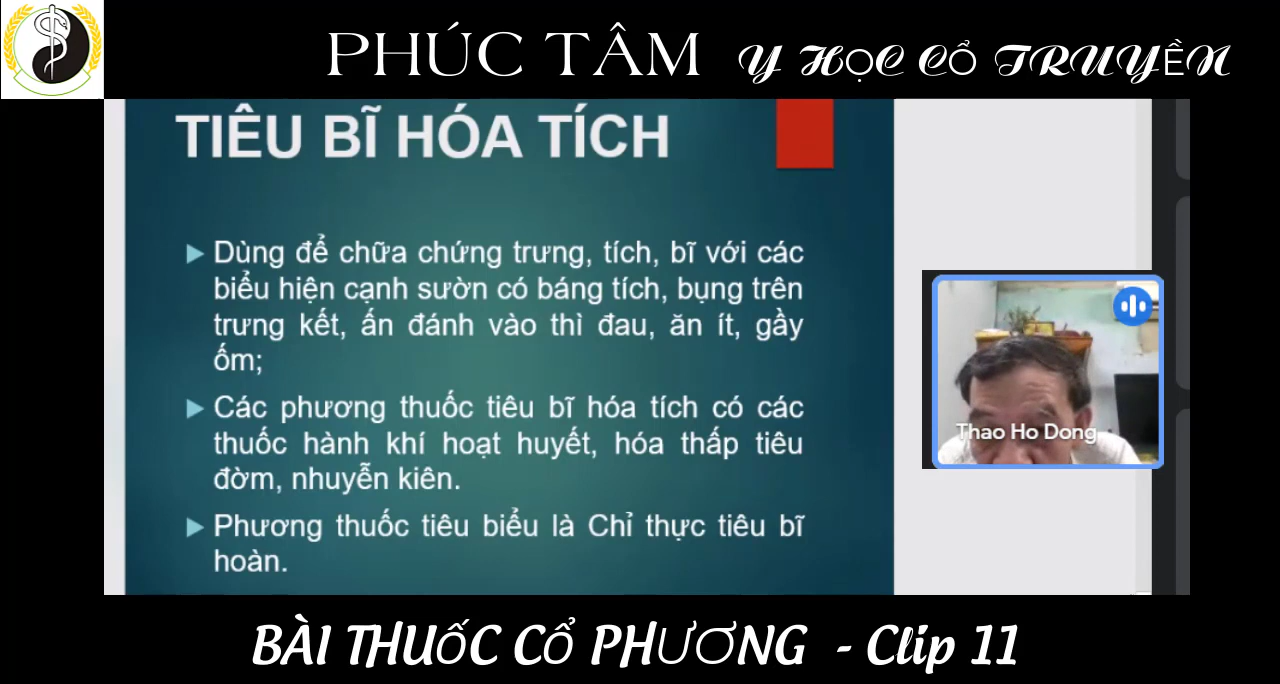 PHÚC TÂM Y HỌC CỔ TRUYỀN
TIÊU BĨ HÓA TÍCH
Dùng để chữa chứng trưng, tích, bĩ với các
biểu hiện cạnh sườn có báng tích, bụng trên
trưng kết, ấn đánh vào thì đau, ăn ít, gầy
ốm;
Các phương thuốc tiêu bĩ hóa tích có các
thuốc hành khí hoạt huyết, hóa thấp tiêu
đờm, nhuyễn kiên.
Phương thuốc tiêu biểu là Chỉ thực tiêu bĩ
hoàn.
Thao Ho Dong
BÀI THUỐC CỔ PHƯƠNG - Clip 11